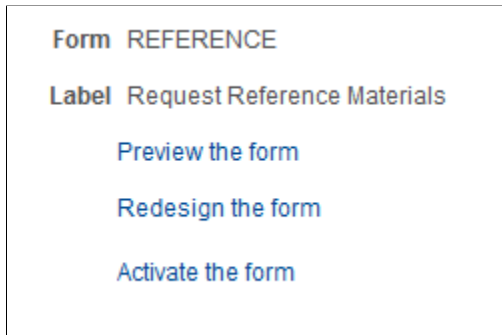 Form REFERENCE
Label Request Reference Materials
Preview the form
Redesign the form
Activate the form